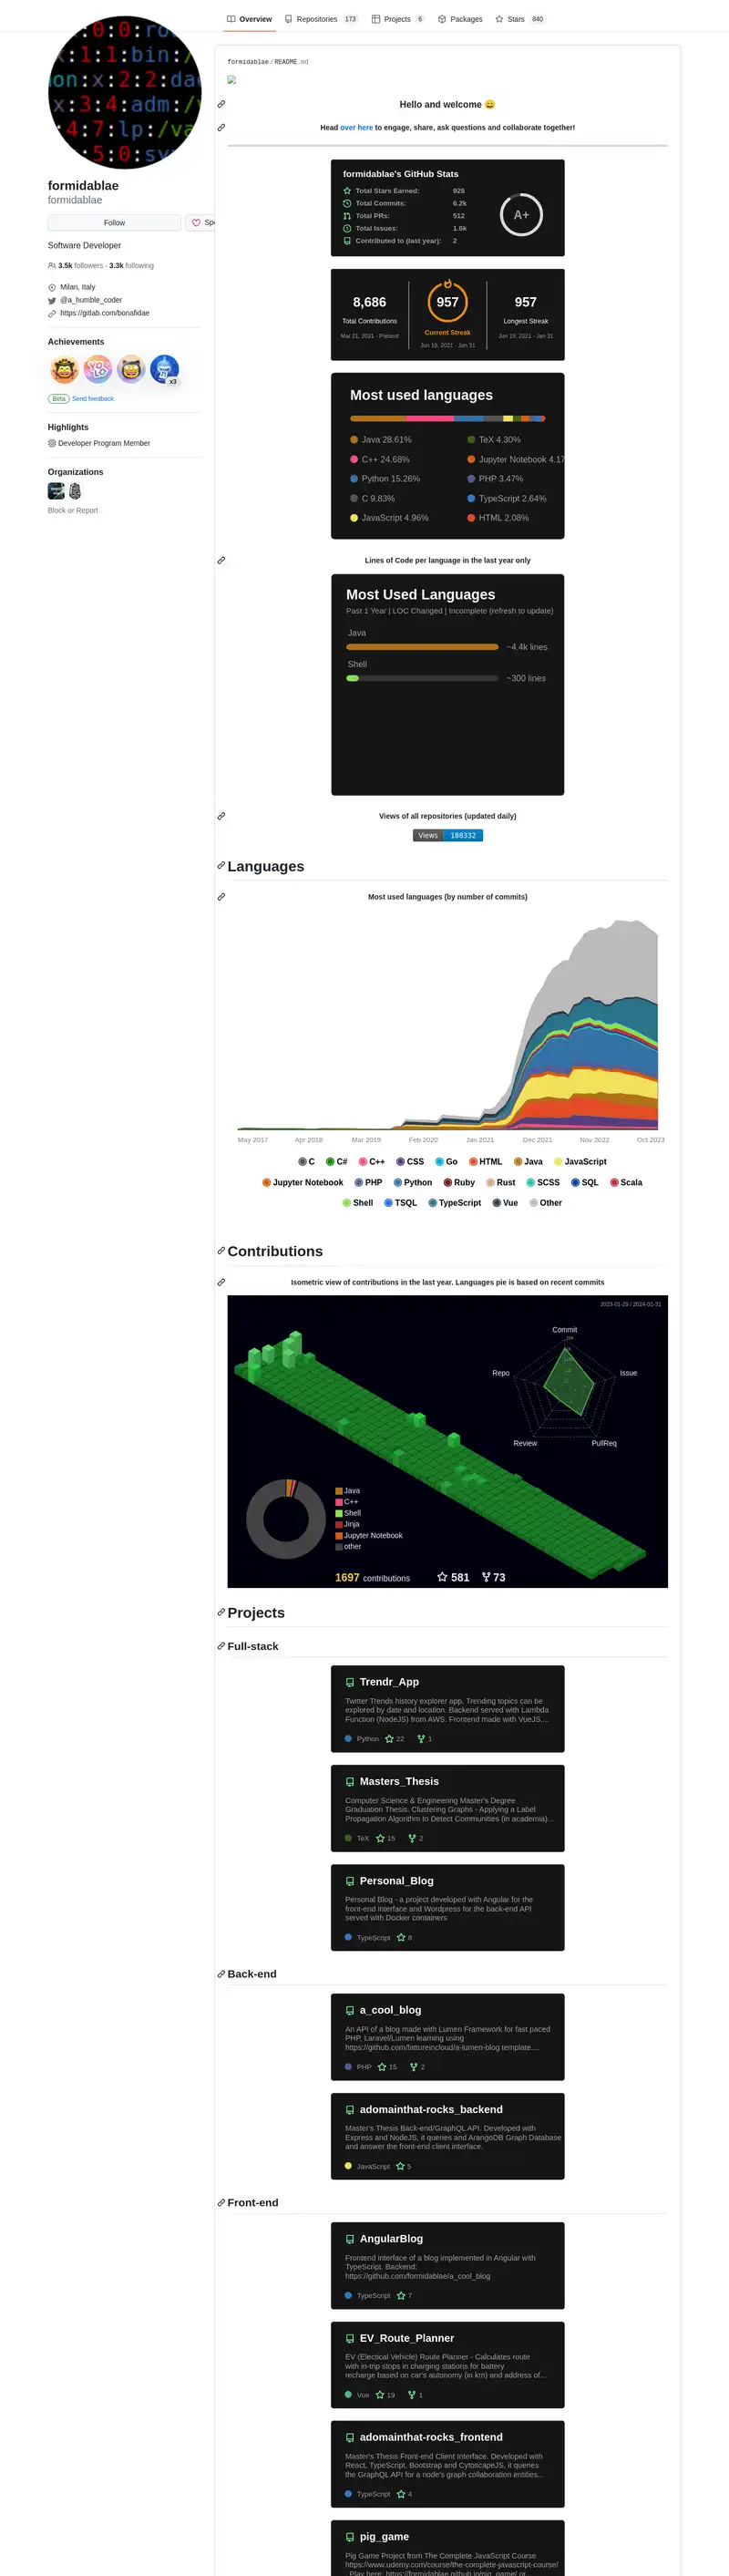 Overview Repositories 173 Projects 6 Packages Stars 840
formidablae
formidablae
Follow
Software Developer
3.5k followers · 3.3k following
Milan, Italy
@a_humble_coder
https://gitlab.com/bonafidae
Achievements
x3
Beta Send feedback
Highlights
Developer Program Member
Organizations
Block or Report
formidablae/README.md
Hello and welcome 😄
Head over here to engage, share, ask questions and collaborate together!
formidablae's GitHub Stats
Total Stars Earned: 928
Total Commits: 6.2k
Total PRs: 512
Total Issues: 1.5k
Contributed to (last year): 2
A+
8,686
Total Contributions
Mar 21, 2021 - Present
957
Current Streak
Jun 19, 2021 - Jan 31
957
Longest Streak
Jun 19, 2021 - Jan 31
Most used languages
Java 28.61%
C++ 24.68%
Python 15.26%
C 9.83%
JavaScript 4.96%
TeX 4.30%
Jupyter Notebook 4.17
PHP 3.47%
TypeScript 2.64%
HTML 2.08%
Lines of Code per language in the last year only
Most Used Languages
Past 1 Year | LOC Changed | Incomplete (refresh to update)
Java
~4.4k lines
Shell
~300 lines
Views of all repositories (updated daily)
Views 188332
Languages
Most used languages (by number of commits)
May 2017 Apr 2018 Mar 2019 Feb 2020 Jan 2021 Dec 2021 Nov 2022 Oct 2023
C C# C++ CSS Go HTML Java JavaScript
Jupyter Notebook PHP Python Ruby Rust SCSS SQL Scala
Shell TSQL TypeScript Vue Other
Contributions
Isometric view of contributions in the last year. Languages pie is based on recent commits
2023-01-29 / 2024-01-31
Commit
Issue
PullReq
Review
Repo
Java
C++
Shell
Jinja
Jupyter Notebook
other
1697 contributions 581 73
Projects
Full-stack
Trendr_App
Twitter Trends history explorer app. Trending topics can be
explored by date and location. Backend served with Lambda
Function (NodeJS) from AWS. Frontend made with VueJS....
Python 22 1
Masters_Thesis
Computer Science & Engineering Master's Degree
Graduation Thesis. Clustering Graphs - Applying a Label
Propagation Algorithm to Detect Communities (in academia)...
TeX 15 2
Personal_Blog
Personal Blog - a project developed with Angular for the
front-end Interface and Wordpress for the back-end API
served with Docker containers
TypeScript 8
Back-end
a_cool_blog
An API of a blog made with Lumen Framework for fast paced
PHP, Laravel/Lumen learning using
https://github.com/fattureincloud/a-lumen-blog template....
PHP 15 2
adomainthat-rocks_backend
Master's Thesis Back-end/GraphQL API. Developed with
Express and NodeJS, it queries and ArangoDB Graph Database
and answer the front-end client interface.
JavaScript 5
Front-end
AngularBlog
Frontend interface of a blog implemented in Angular with
TypeScript. Backend:
https://github.com/formidablae/a_cool_blog
TypeScript 7
EV_Route_Planner
EV (Electical Vehicle) Route Planner - Calculates route
with in-trip stops in charging stations for battery
recharge based on car's autonomy (in km) and address of...
Vue 19 1
adomainthat-rocks_frontend
Master's Thesis Front-end Client Interface. Developed with
React, TypeScript, Bootstrap and CytoscapeJS, it queries
the GraphQL API for a node's graph collaboration entities...
TypeScript 4
pig_game
Pig Game Project from The Complete JavaScript Course
https://www.udemy.com/course/the-complete-javascript-course/
. Play here: https://formidablae.github.io/pig_game/ or